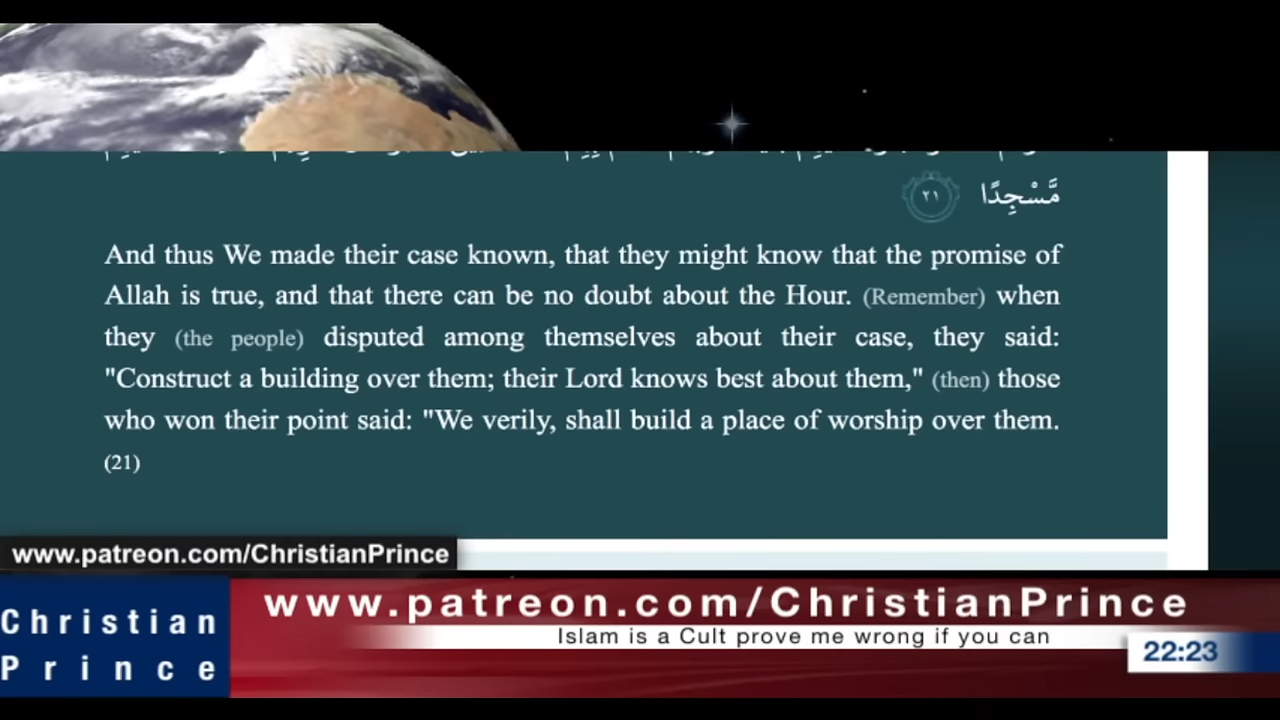 مَّسْجِدًا ٢١
And thus We made their case known, that they might know that the promise of
Allah is true, and that there can be no doubt about the Hour. (Remember) when
they (the people) disputed among themselves about their case, they said:
"Construct a building over them; their Lord knows best about them," (then) those
who won their point said: "We verily, shall build a place of worship over them.
(21)
www.patreon.com/ChristianPrince
www.patreon.com/ChristianPrince
Islam is a Cult prove me wrong if you can
Christian
Prince
22:23